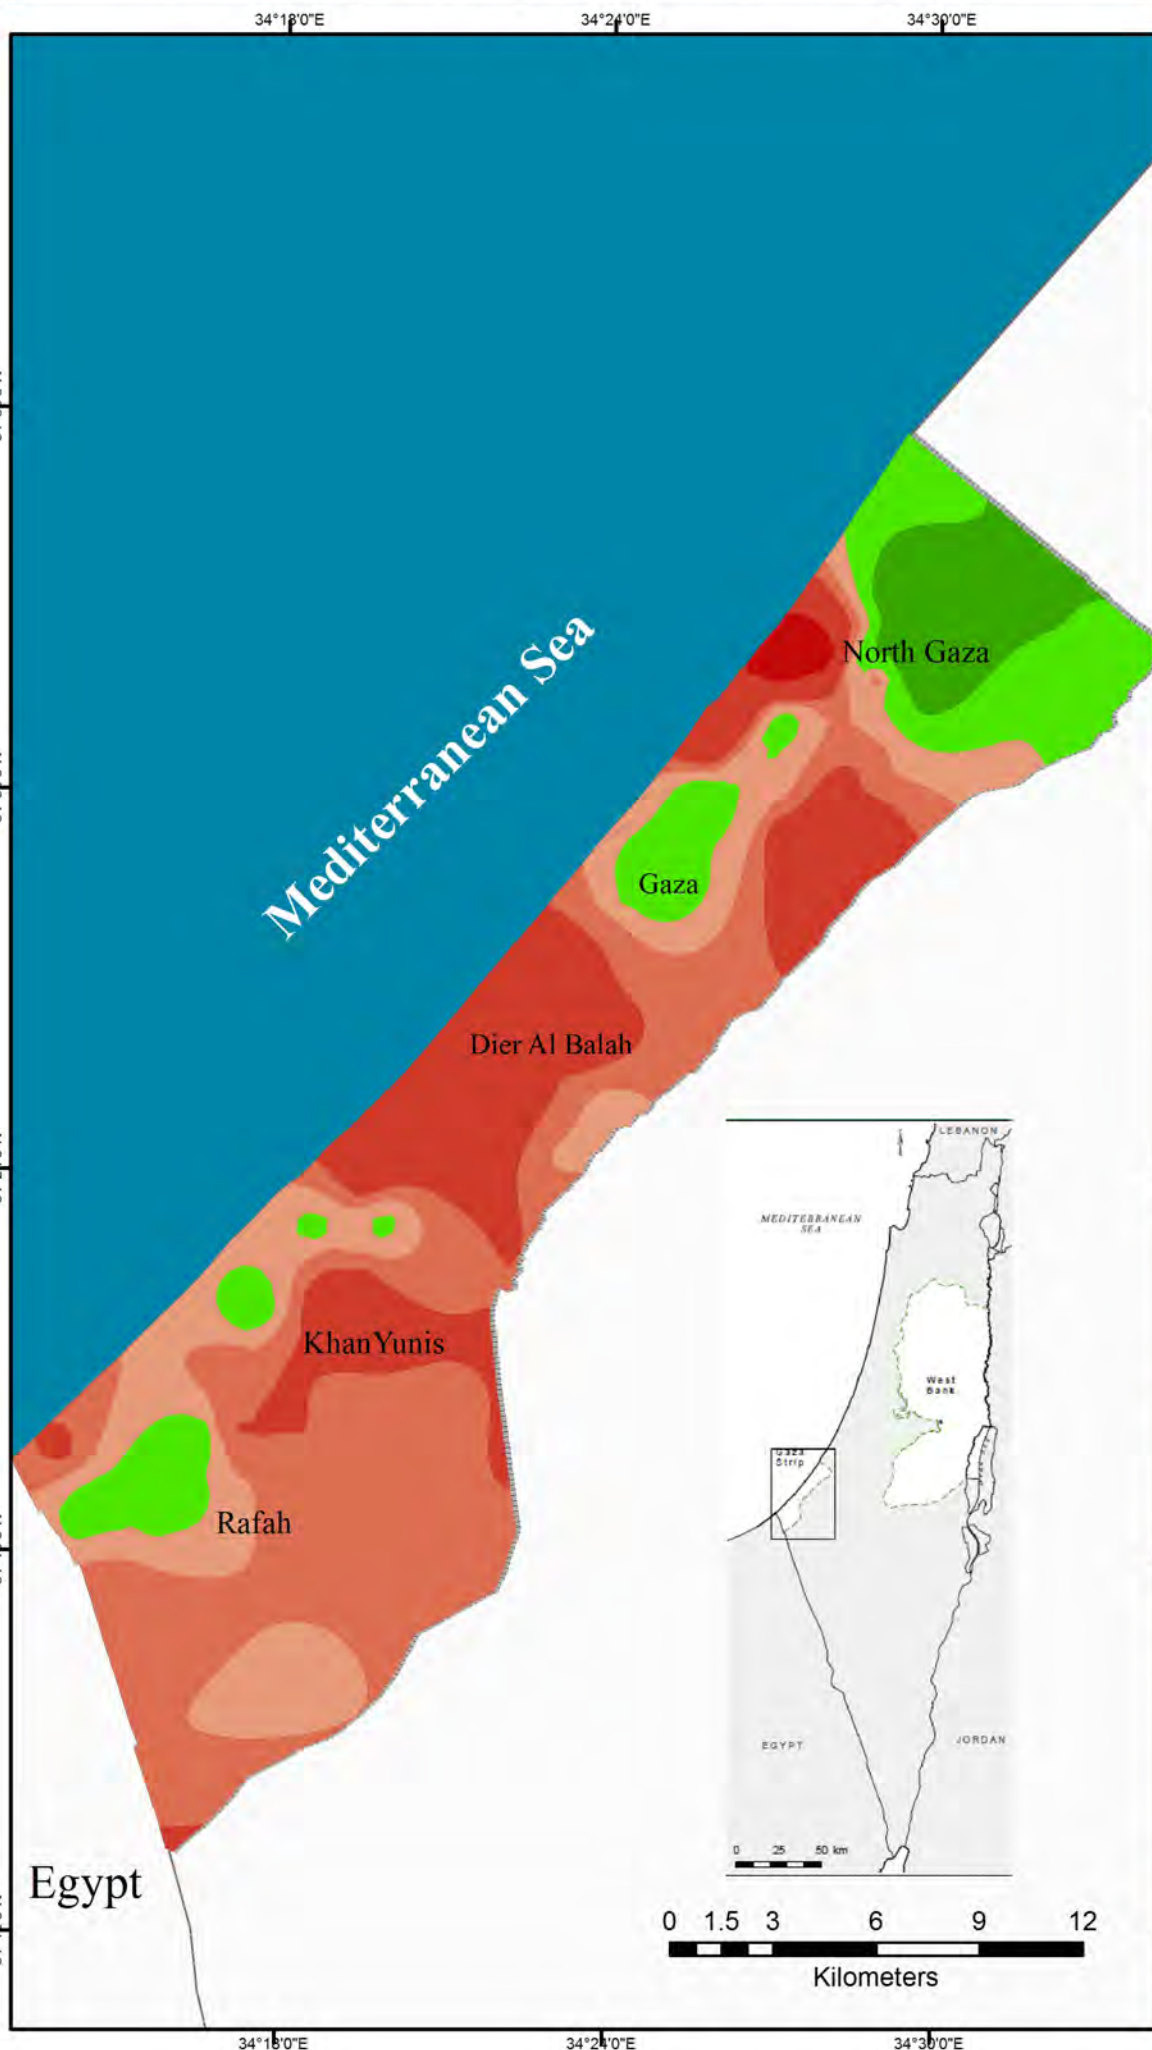 34°18'0"E
34°24'0"E
34°30'0"E
Mediterranean Sea
North Gaza
Gaza
Dier Al Balah
KhanYunis
Rafah
Egypt
LEBANON
MEDITERRANEAN
SEA
West
Bank
Gaza
Strip
EGYPT
JORDAN
0 25 50 km
0 1.5 3 6 9 12
Kilometers
34°18'0"E
34°24'0"E
34°30'0"E